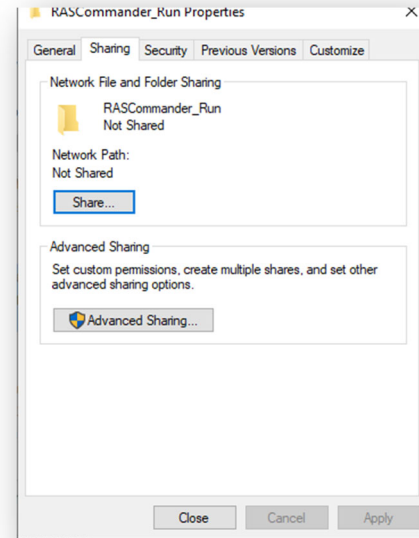 RASCommander_Run Properties
General Sharing Security Previous Versions Customize
Network File and Folder Sharing
RASCommander_Run
Not Shared
Network Path:
Not Shared
Share...
Advanced Sharing
Set custom permissions, create multiple shares, and set other
advanced sharing options.
Advanced Sharing...
Close Cancel Apply